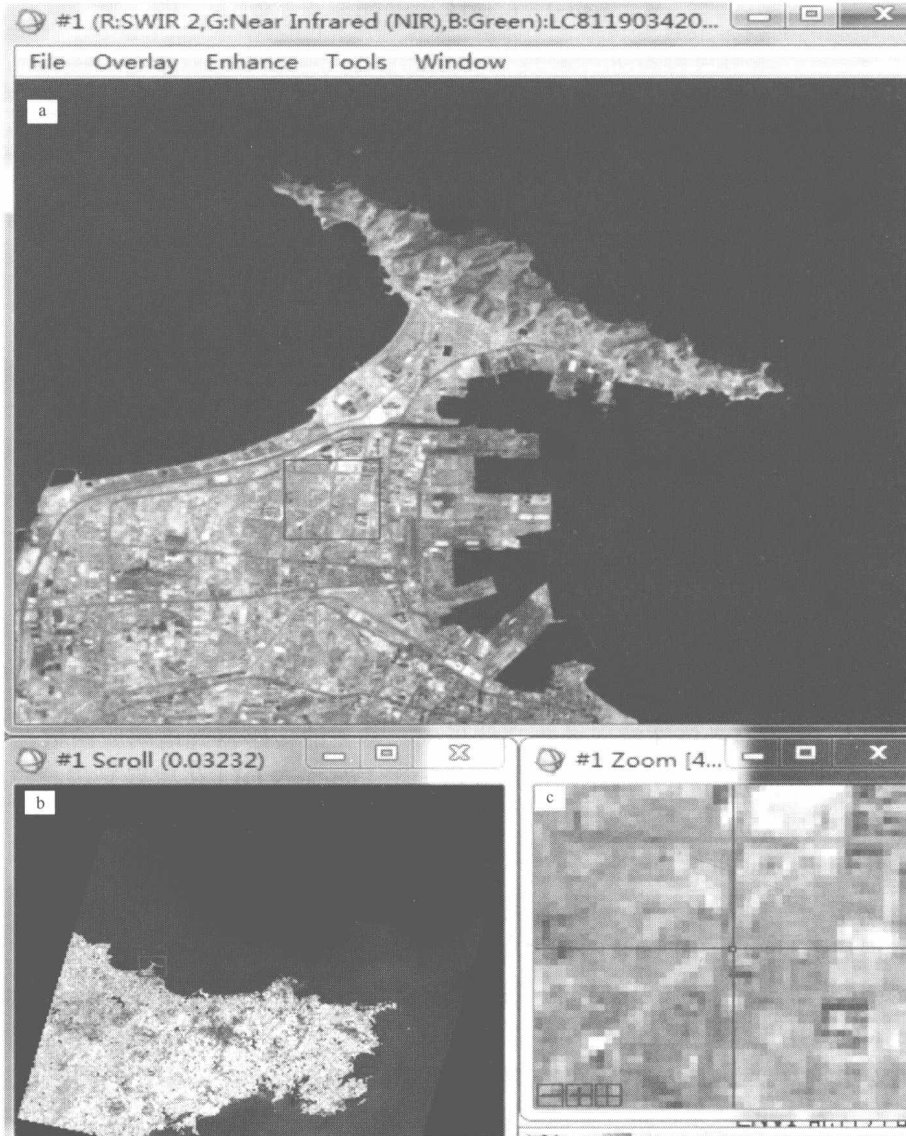 #1 (R:SWIR 2,G:Near Infrared (NIR),B:Green):LC811903420...
File Overlay Enhance Tools Window
a
#1 Scroll (0.03232)
#1 Zoom [4...
b
c